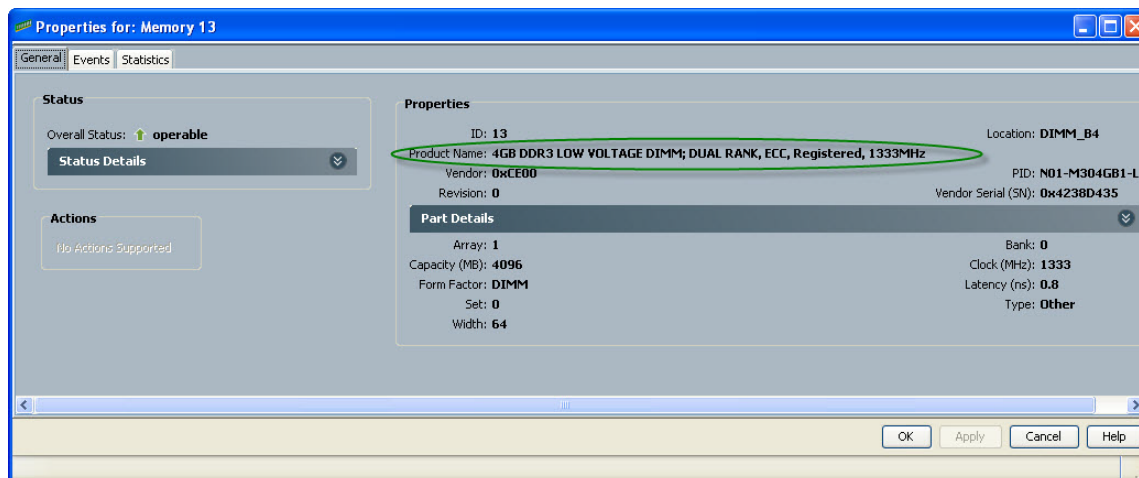 Properties for: Memory 13
General Events Statistics
Status
Overall Status: operable
Status Details
Actions
No Actions Supported
Properties
ID: 13
Location: DIMM_B4
Product Name: 4GB DDR3 LOW VOLTAGE DIMM; DUAL RANK, ECC, Registered, 1333MHz
Vendor: 0xCE00
PID: N01-M304GB1-L
Revision: 0
Vendor Serial (SN): 0x4238D435
Part Details
Array: 1
Bank: 0
Capacity (MB): 4096
Clock (MHz): 1333
Form Factor: DIMM
Latency (ns): 0.8
Set: 0
Type: Other
Width: 64
OK Apply Cancel Help